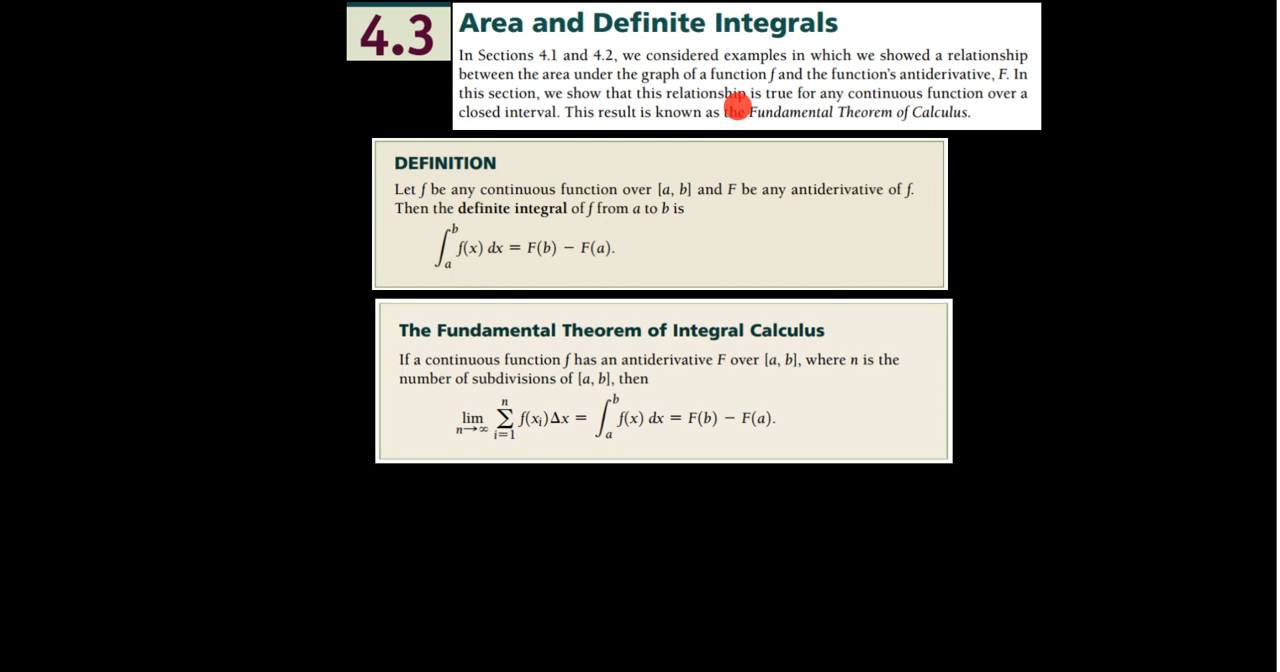 4.3
Area and Definite Integrals
In Sections 4.1 and 4.2, we considered examples in which we showed a relationship
between the area under the graph of a function f and the function's antiderivative, F. In
this section, we show that this relationship is true for any continuous function over a
closed interval. This result is known as the Fundamental Theorem of Calculus.
DEFINITION
Let f be any continuous function over [a, b] and F be any antiderivative of f.
Then the definite integral of f from a to b is
∫_a^b f(x) dx = F(b) − F(a).
The Fundamental Theorem of Integral Calculus
If a continuous function f has an antiderivative F over [a, b], where n is the
number of subdivisions of [a, b], then
lim_{n→∞} ∑_{i=1}^n f(x_i)Δx = ∫_a^b f(x) dx = F(b) − F(a).